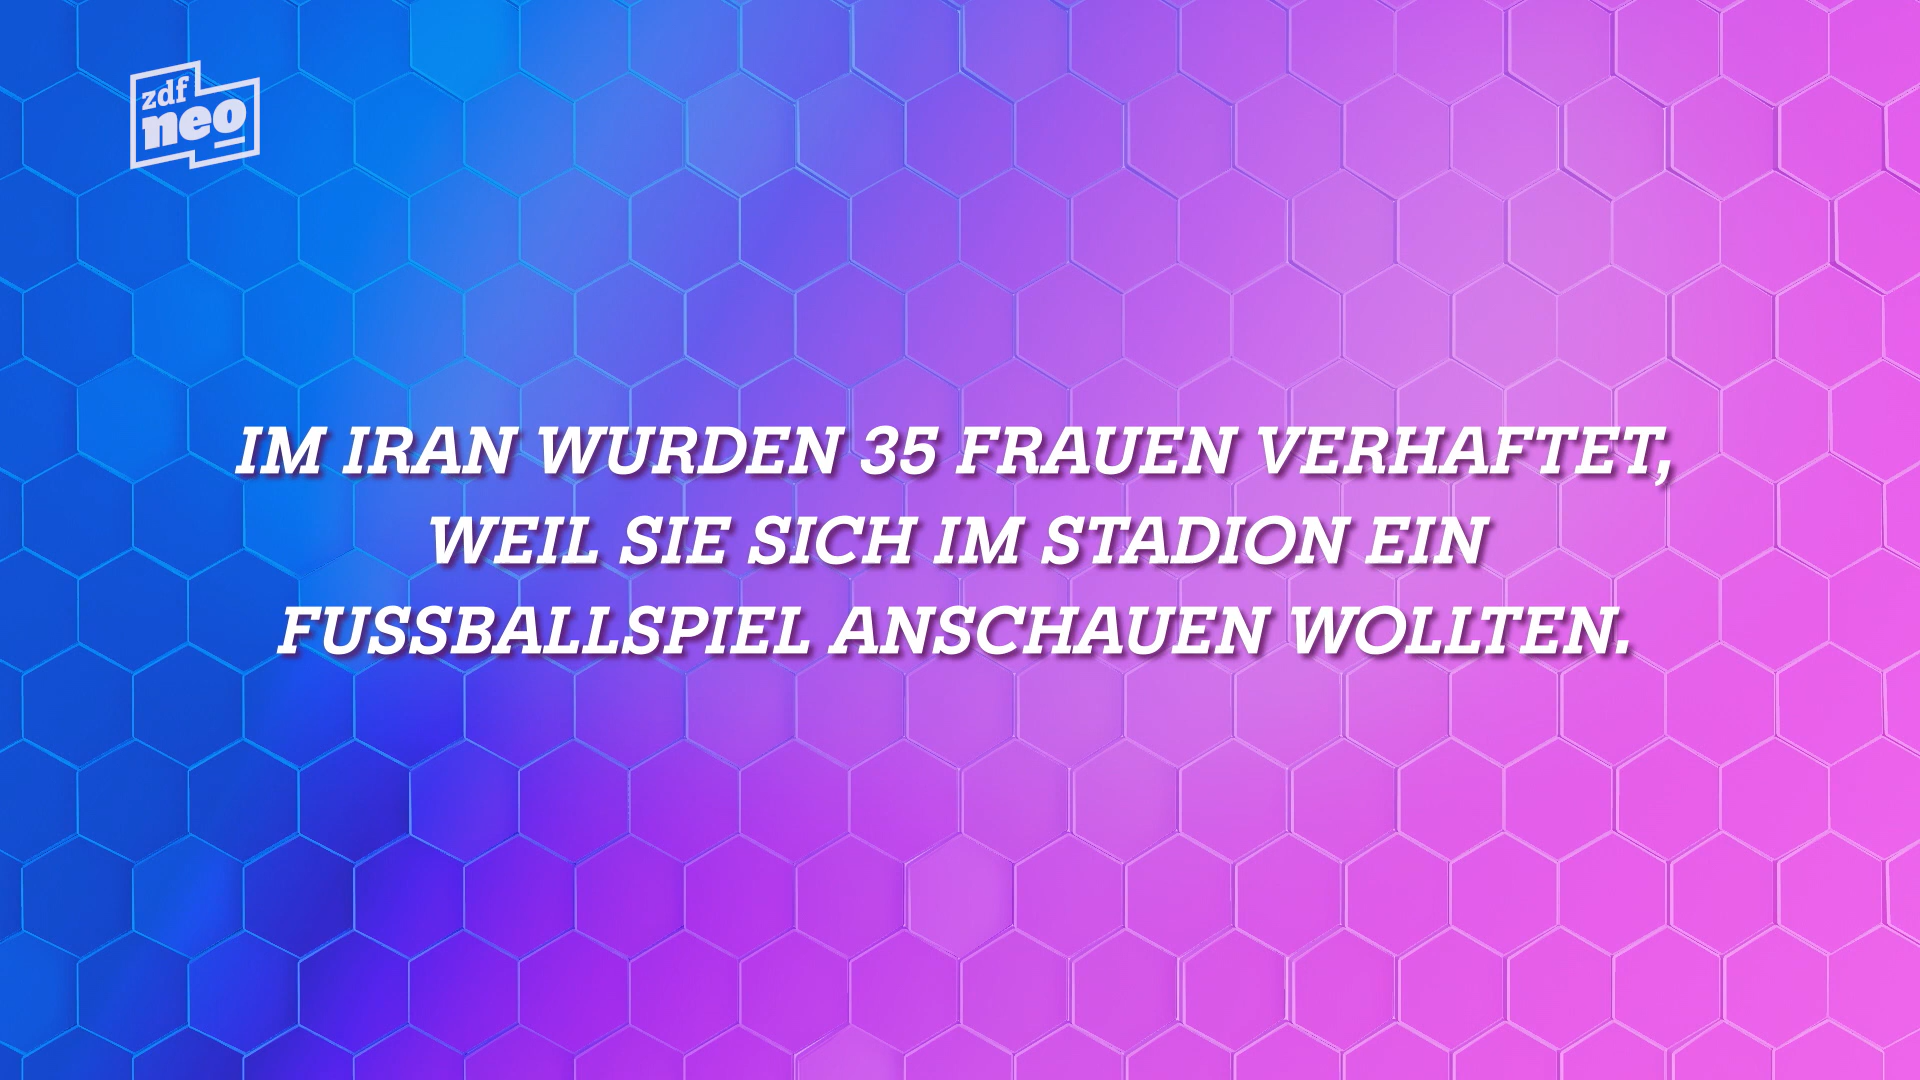 zdf
neo
IM IRAN WURDEN 35 FRAUEN VERHAFTET,
WEIL SIE SICH IM STADION EIN
FUSSBALLSPIEL ANSCHAUEN WOLLTEN.